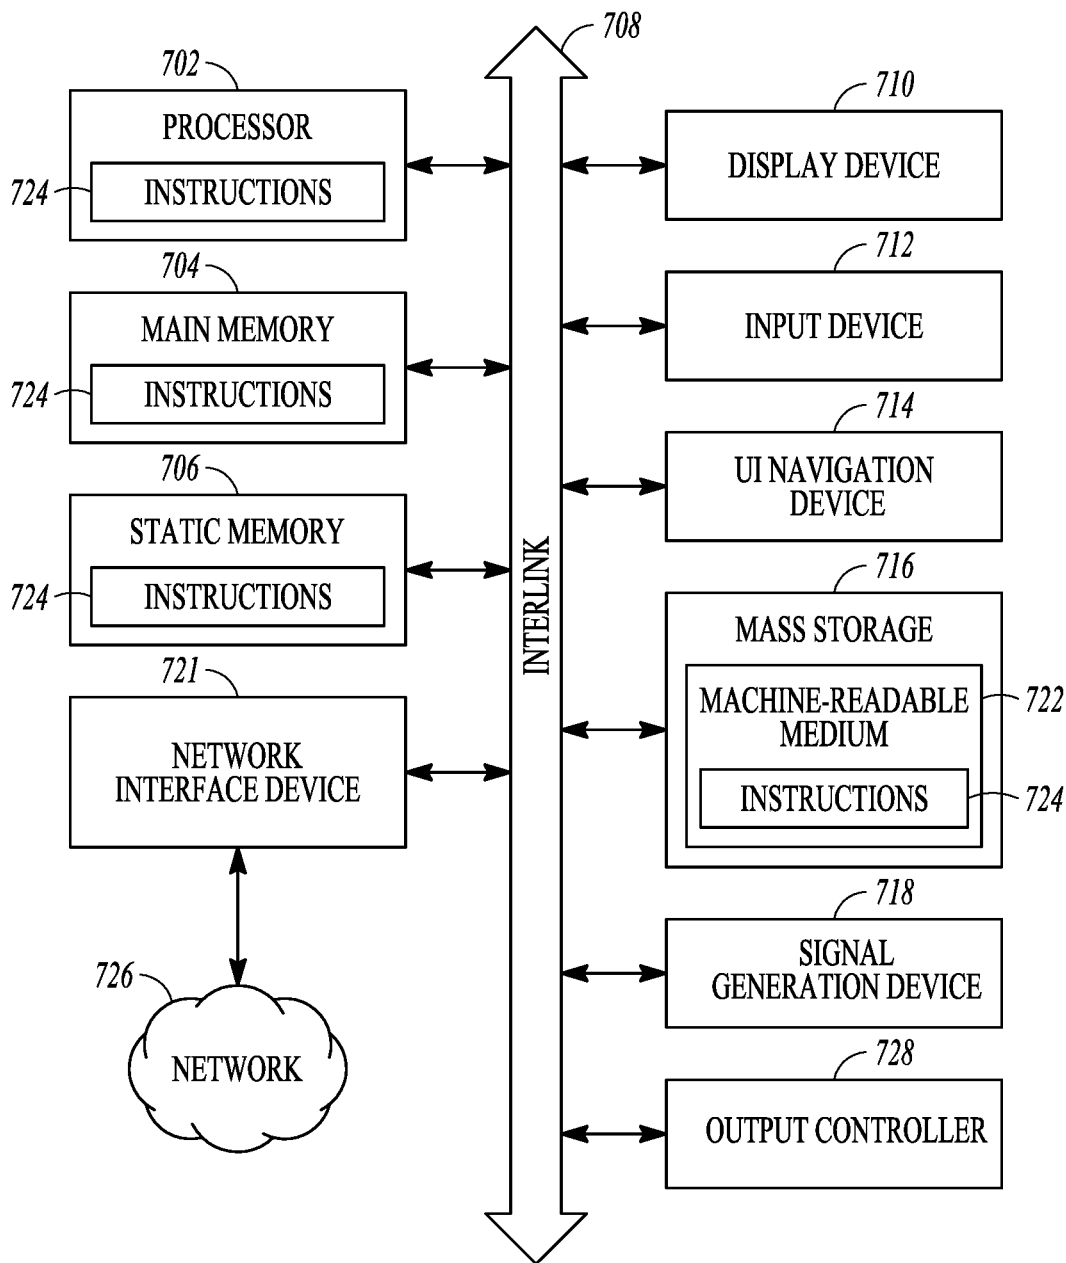 708
702
PROCESSOR
724
INSTRUCTIONS
704
MAIN MEMORY
724
INSTRUCTIONS
706
STATIC MEMORY
724
INSTRUCTIONS
721
NETWORK
INTERFACE DEVICE
726
NETWORK
INTERLINK
710
DISPLAY DEVICE
712
INPUT DEVICE
714
UI NAVIGATION
DEVICE
716
MASS STORAGE
MACHINE-READABLE
MEDIUM
722
INSTRUCTIONS
724
718
SIGNAL
GENERATION DEVICE
728
OUTPUT CONTROLLER